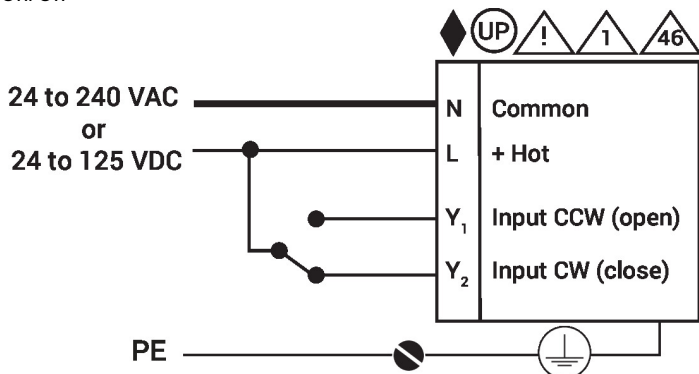 UP ! 1 46
24 to 240 VAC
or
24 to 125 VDC
N Common
L + Hot
Y₁ Input CCW (open)
Y₂ Input CW (close)
PE